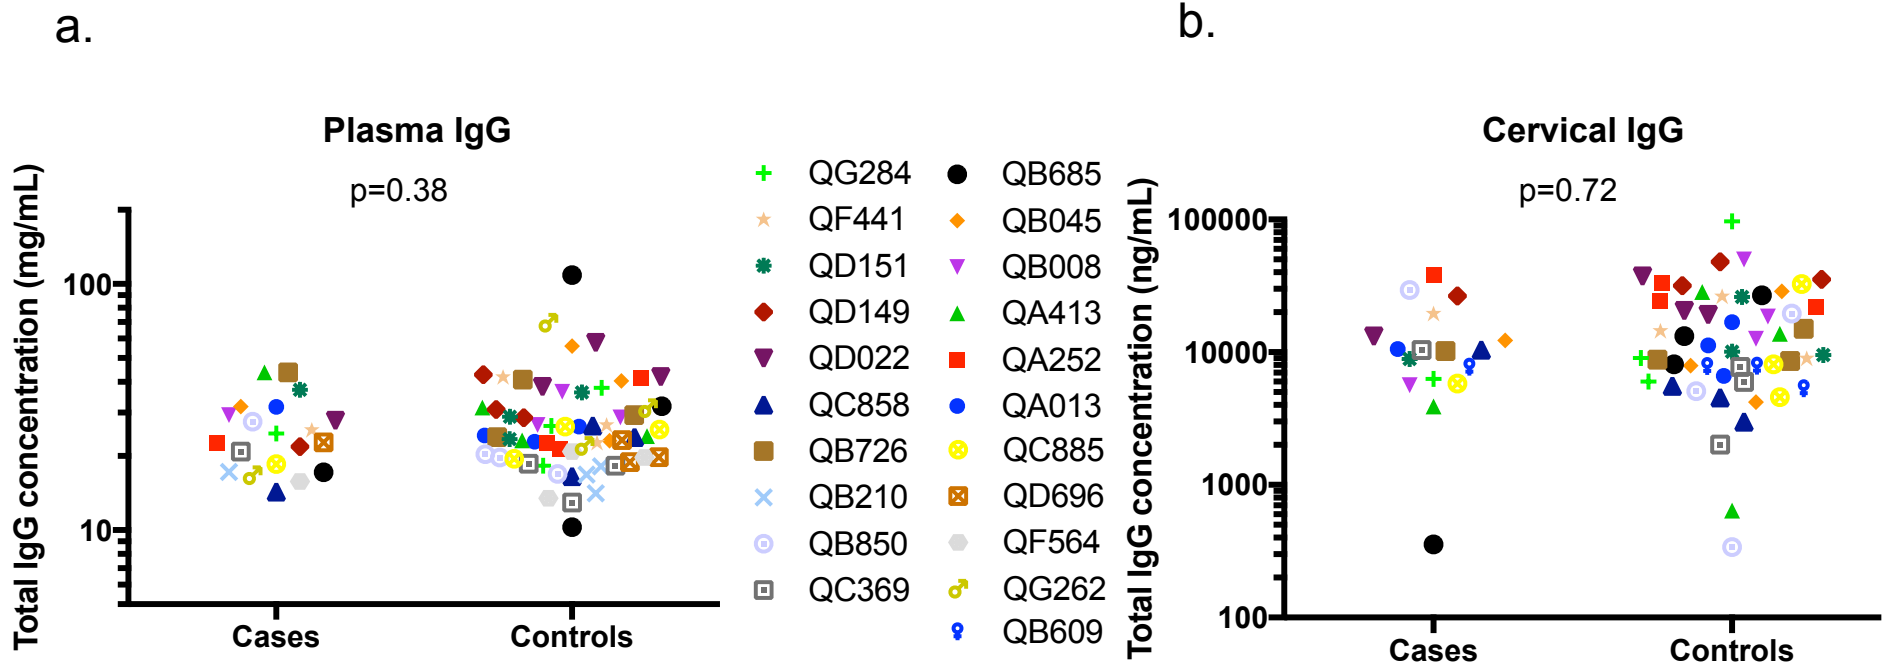 a.
Plasma IgG
p=0.38
Total IgG concentration (mg/mL)
100
10
Cases
Controls
QG284
QF441
QD151
QD149
QD022
QC858
QB726
QB210
QB850
QC369
QB685
QB045
QB008
QA413
QA252
QA013
QC885
QD696
QF564
QG262
QB609
b.
Cervical IgG
p=0.72
Total IgG concentration (ng/mL)
100000
10000
1000
100
Cases
Controls